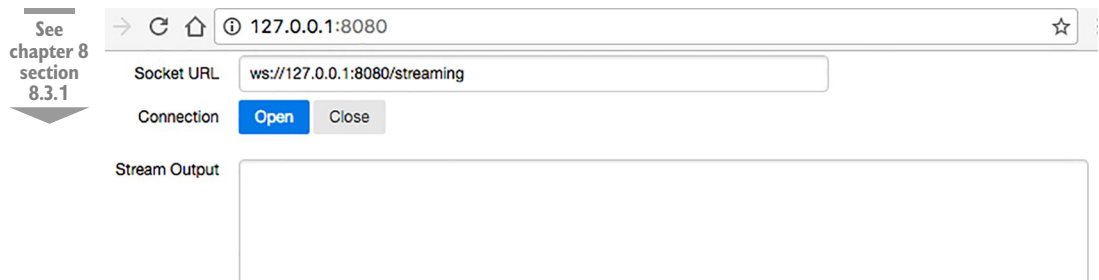 See
chapter 8
section
8.3.1
127.0.0.1:8080
Socket URL ws://127.0.0.1:8080/streaming
Connection Open Close
Stream Output